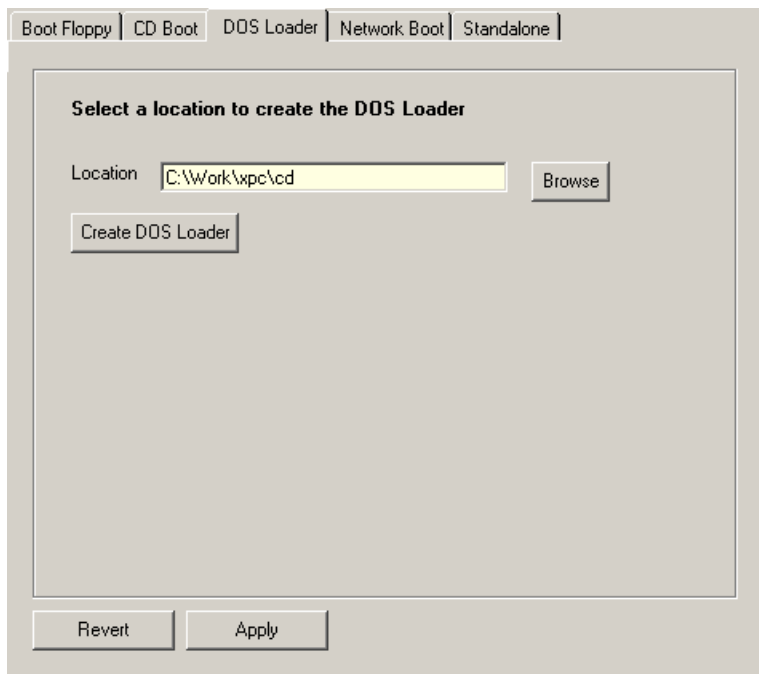 Boot Floppy CD Boot DOS Loader Network Boot Standalone
Select a location to create the DOS Loader
Location C:\Work\xpc\cd Browse
Create DOS Loader
Revert Apply